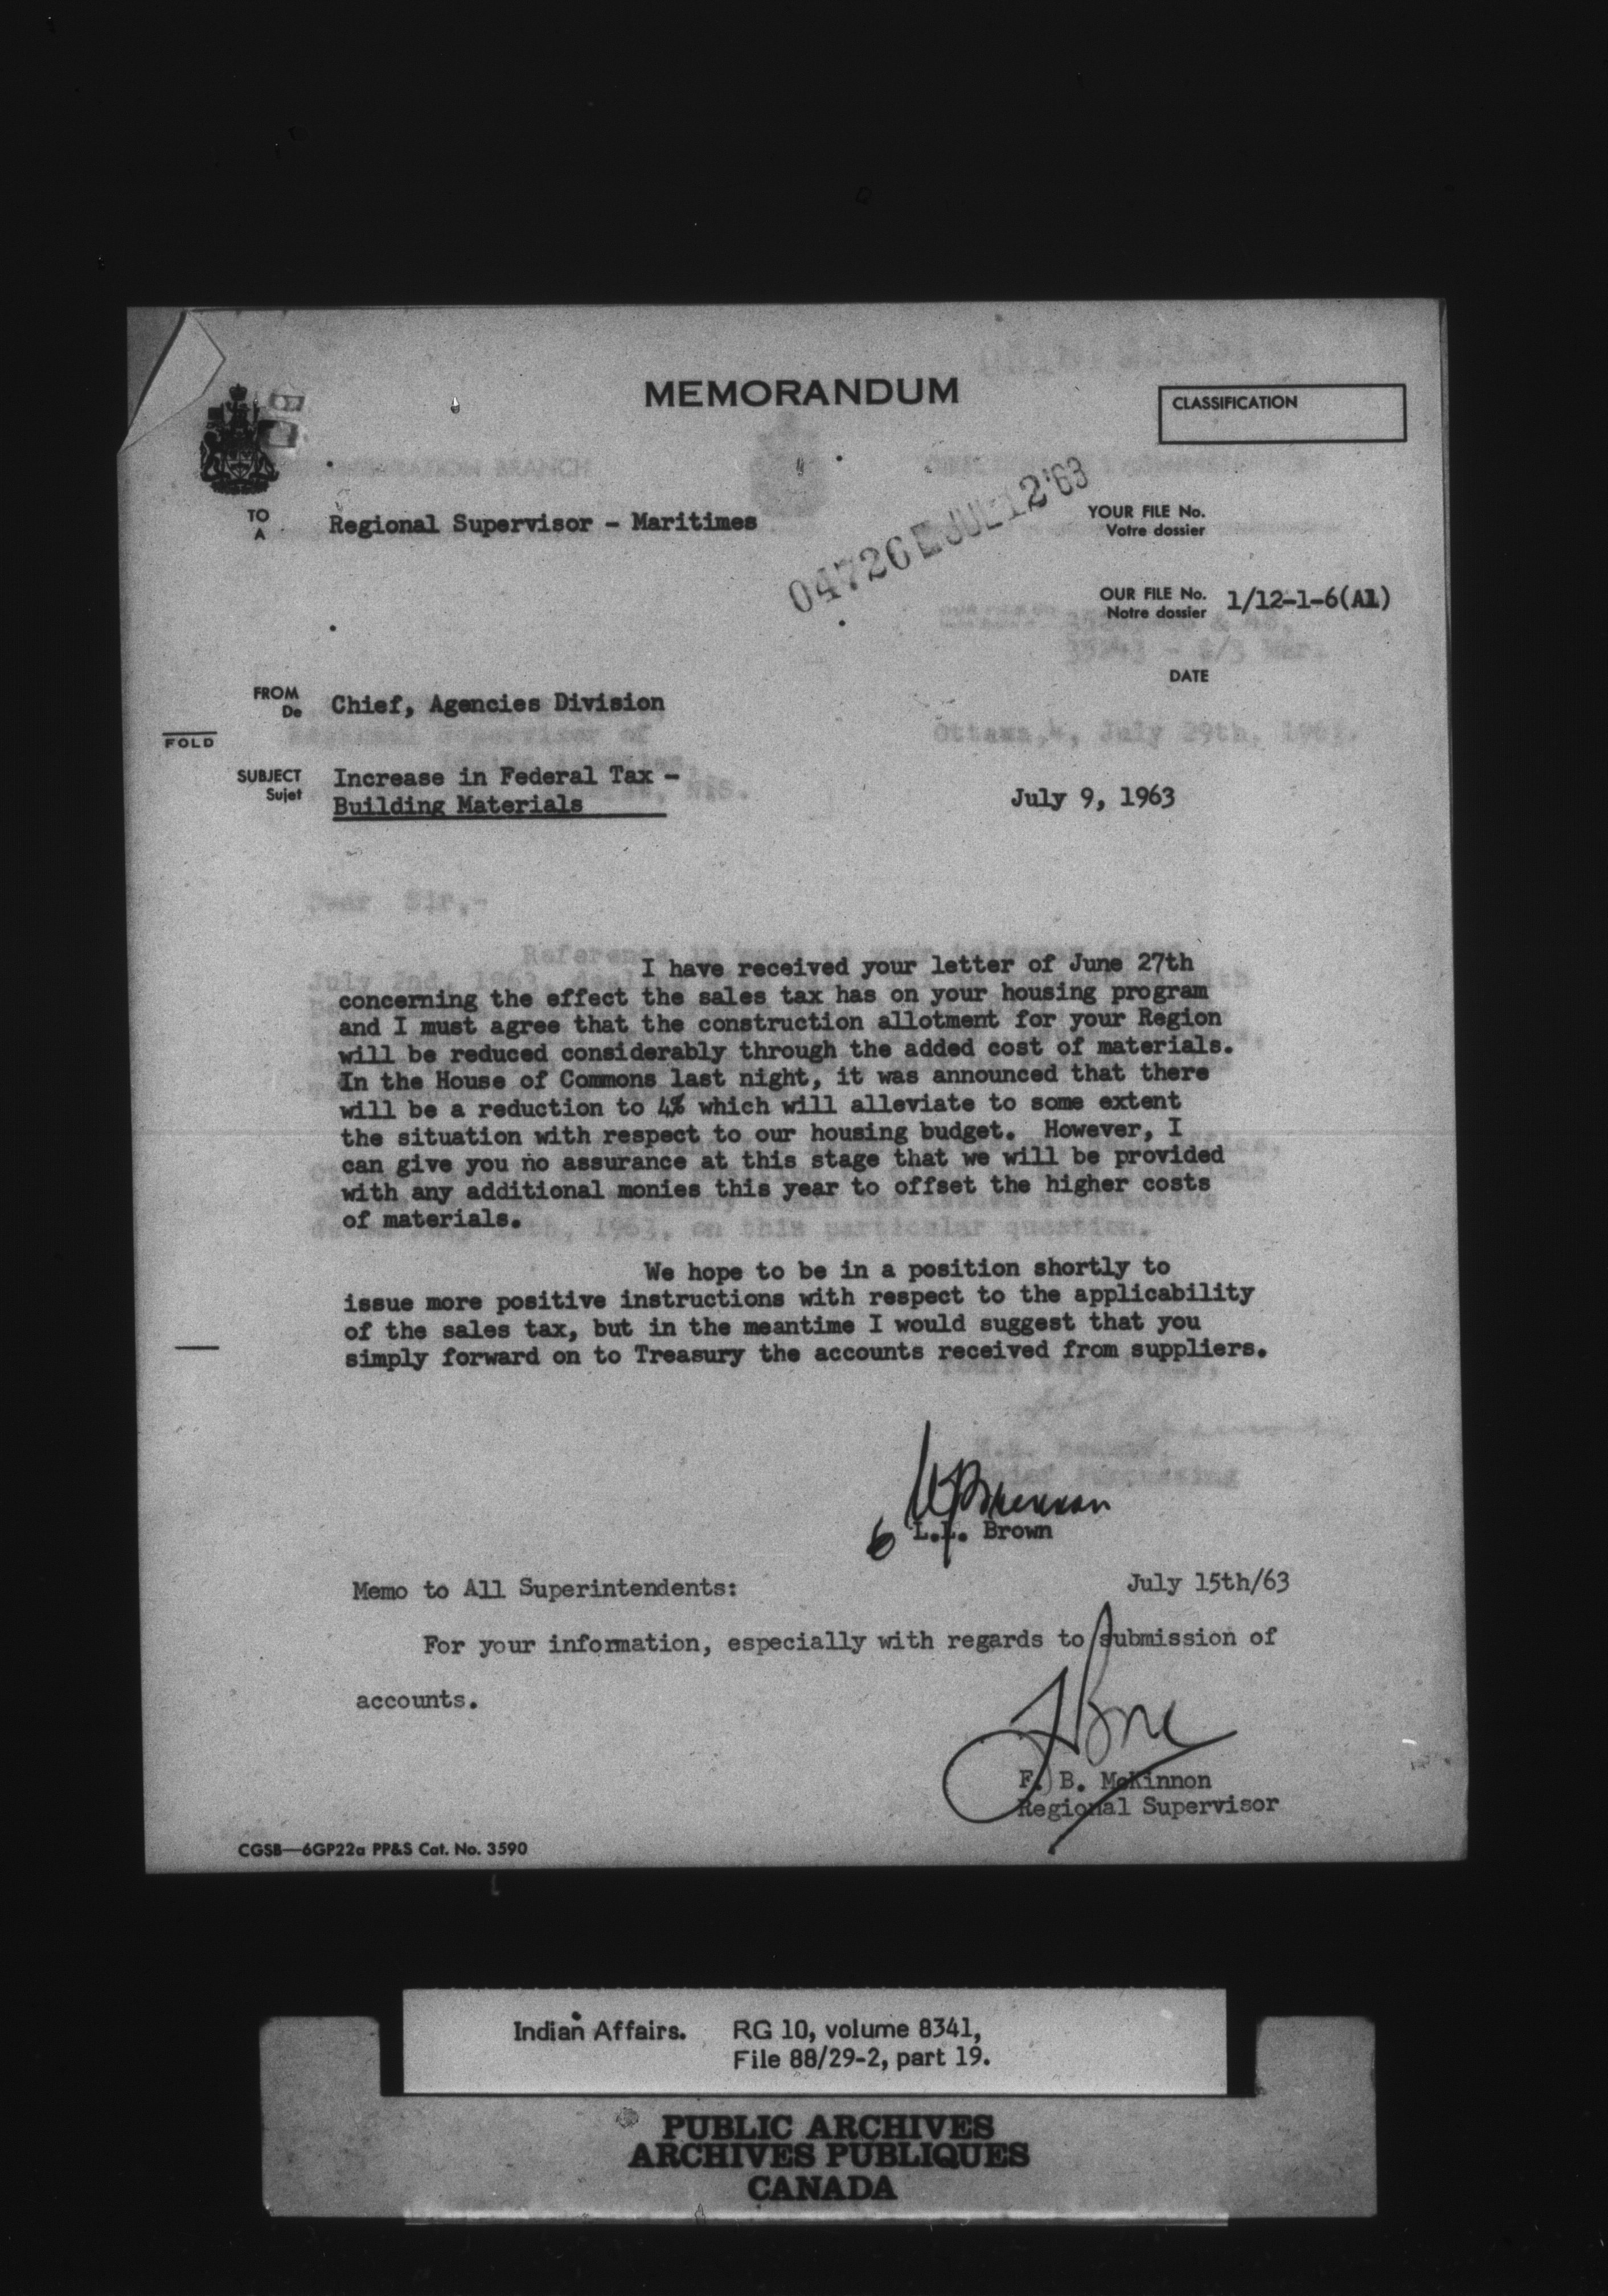 MEMORANDUM
CLASSIFICATION
TO
A
Regional Supervisor - Maritimes
JUL 12 '63
YOUR FILE No.
Votre dossier
OUR FILE No.
Notre dossier
1/12-1-6(A1)
DATE
FROM
De
Chief, Agencies Division
FOLD
SUBJECT
Sujet
Increase in Federal Tax -
Building Materials
July 9, 1963
I have received your letter of June 27th
concerning the effect the sales tax has on your housing program
and I must agree that the construction allotment for your Region
will be reduced considerably through the added cost of materials.
In the House of Commons last night, it was announced that there
will be a reduction to 4% which will alleviate to some extent
the situation with respect to our housing budget. However, I
can give you no assurance at this stage that we will be provided
with any additional monies this year to offset the higher costs
of materials.
We hope to be in a position shortly to
issue more positive instructions with respect to the applicability
of the sales tax, but in the meantime I would suggest that you
simply forward on to Treasury the accounts received from suppliers.
L.L. Brown
Memo to All Superintendents:
July 15th/63
For your information, especially with regards to submission of
accounts.
F. B. McKinnon
Regional Supervisor
CGSB—6GP22a PP&S Cat. No. 3590
Indian Affairs. RG 10, volume 8341,
File 88/29-2, part 19.
PUBLIC ARCHIVES
ARCHIVES PUBLIQUES
CANADA